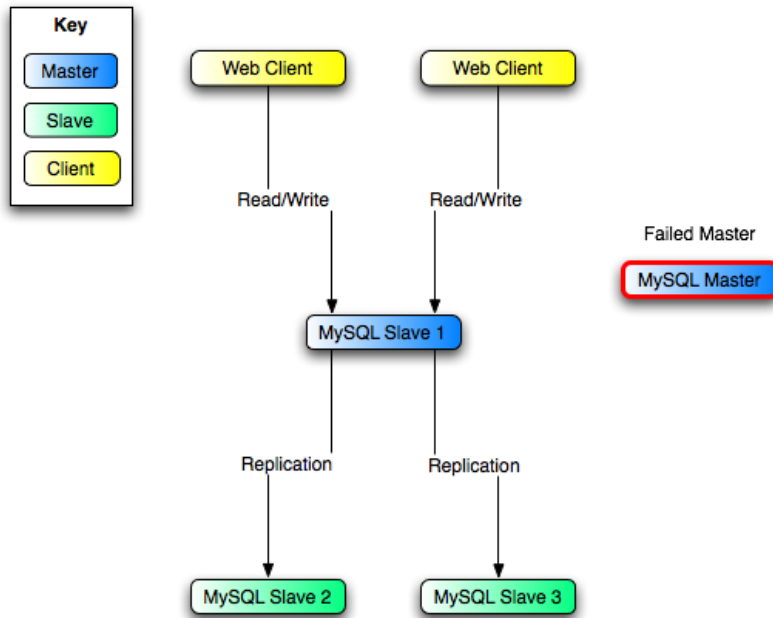 Key
Master
Slave
Client
Web Client
Web Client
Read/Write
Read/Write
Failed Master
MySQL Master
MySQL Slave 1
Replication
Replication
MySQL Slave 2
MySQL Slave 3